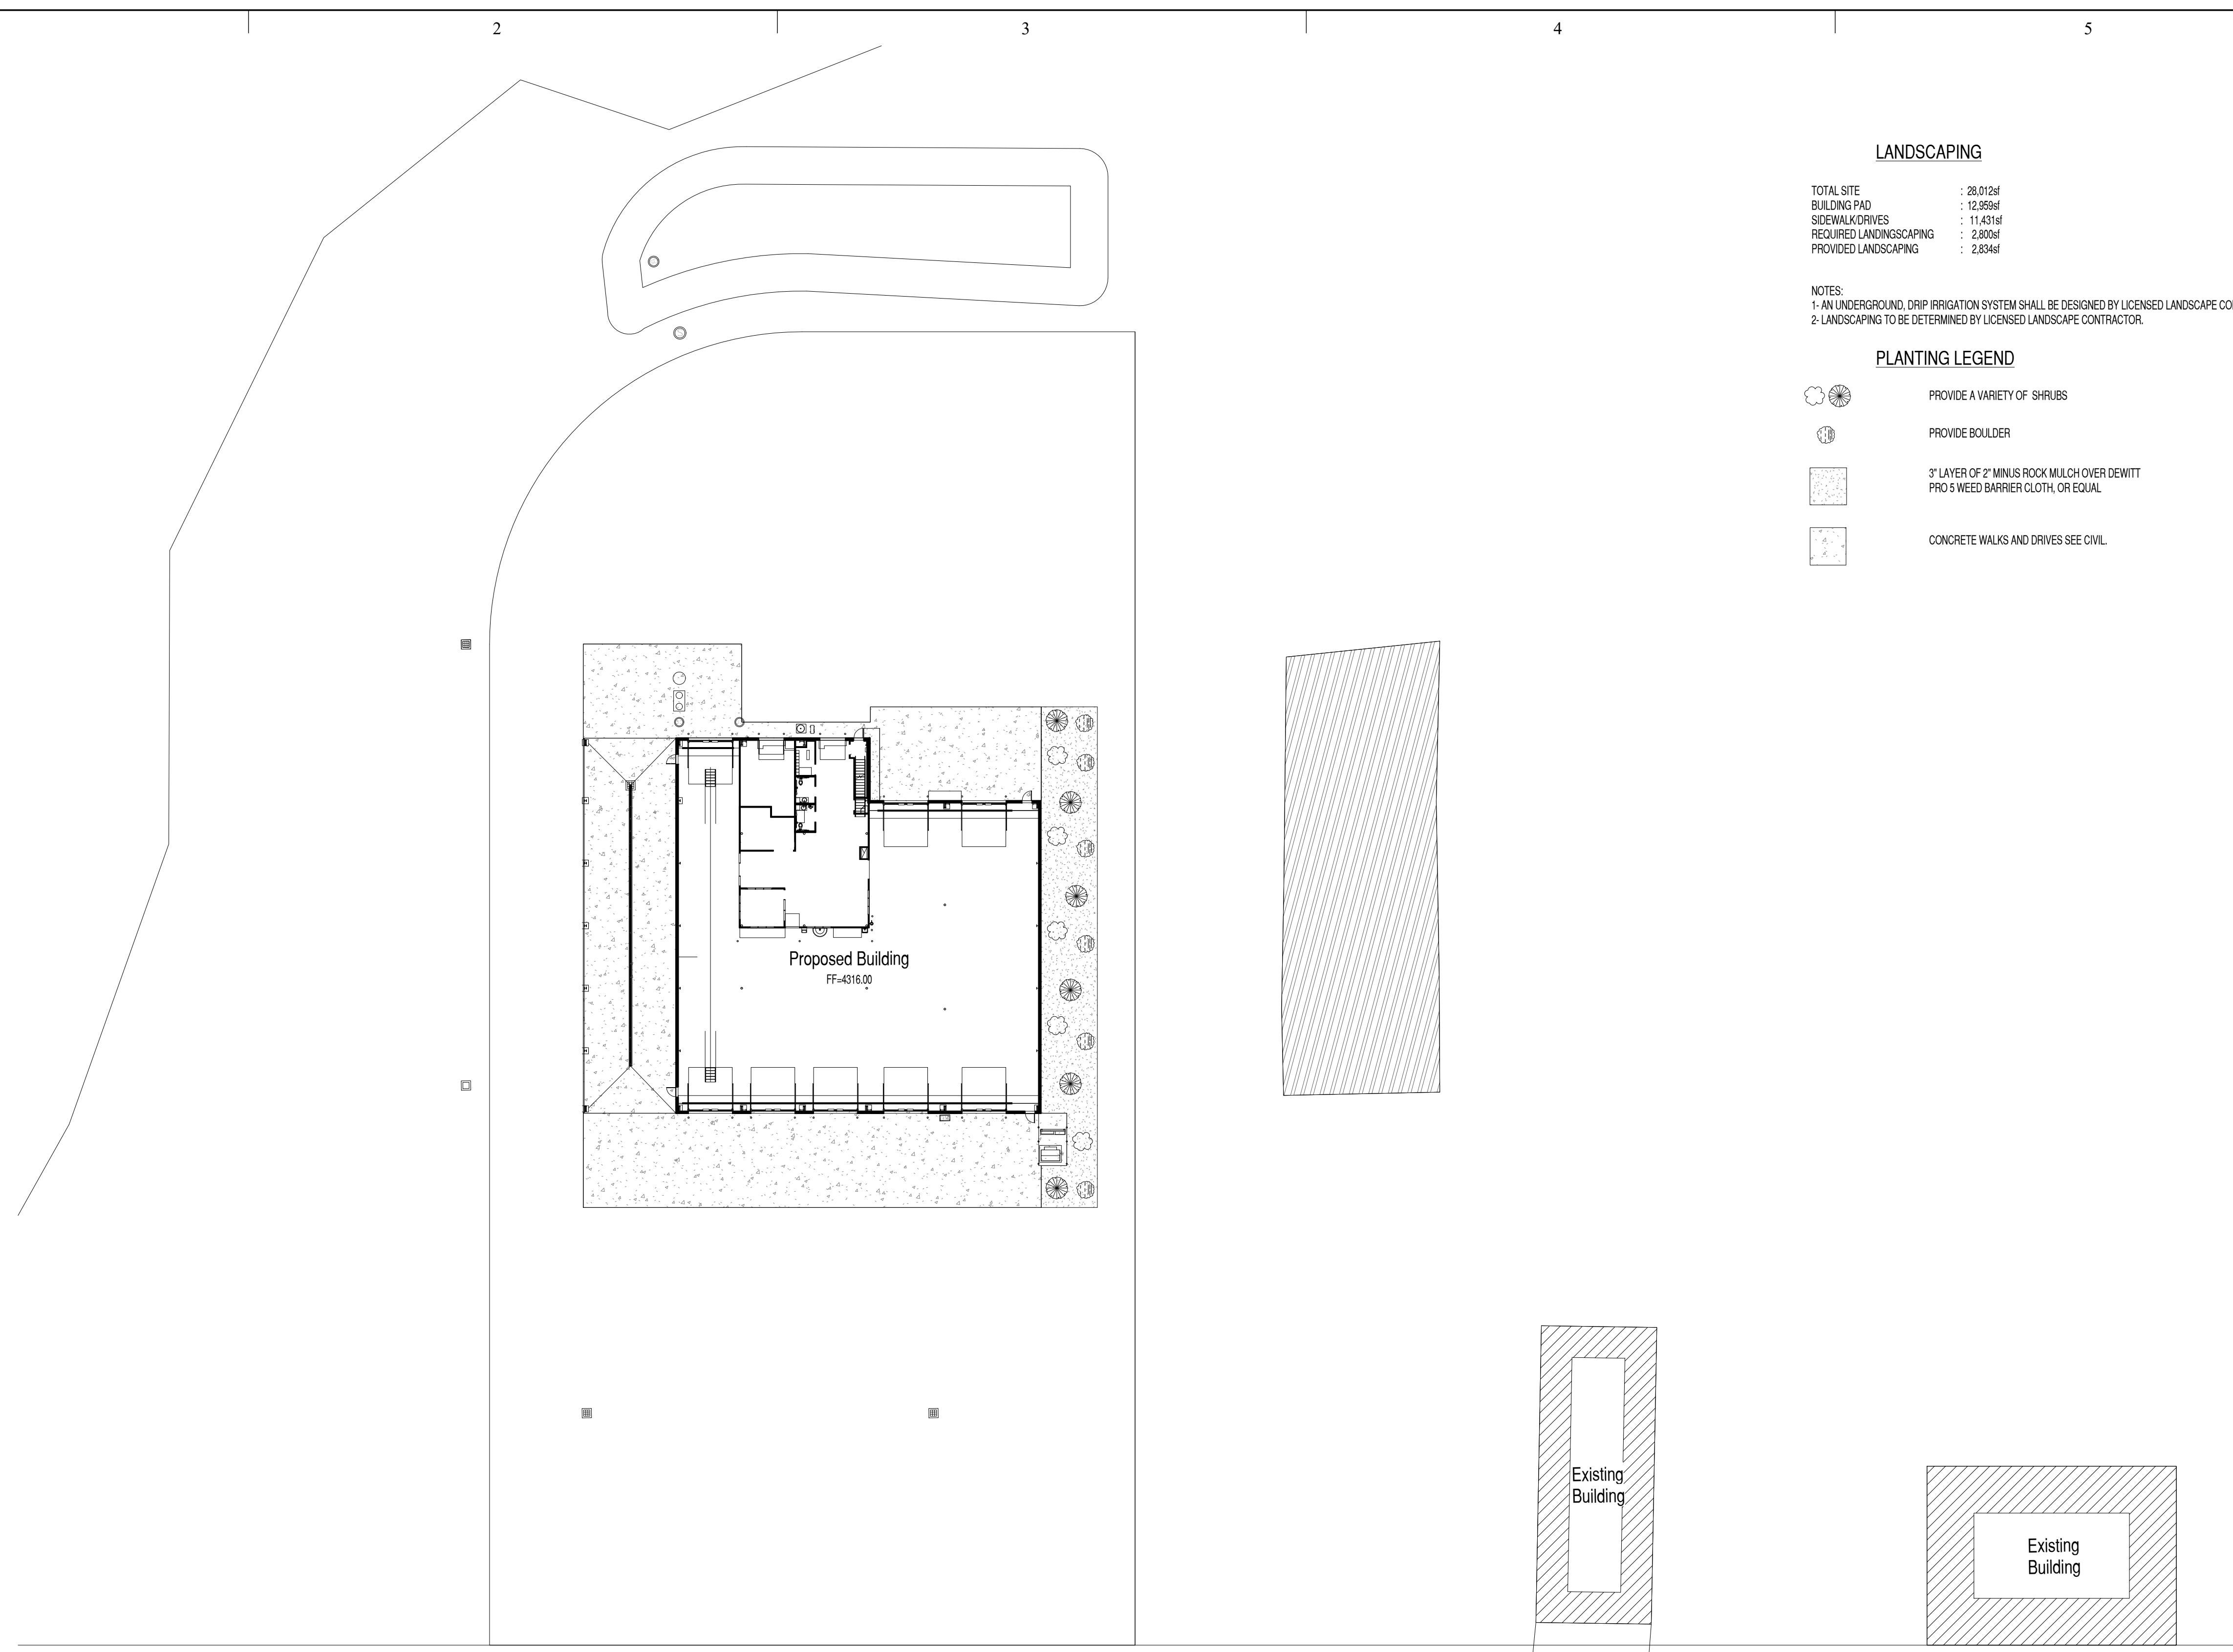 2 3 4 5
LANDSCAPING
TOTAL SITE : 28,012sf
BUILDING PAD : 12,959sf
SIDEWALK/DRIVES : 11,431sf
REQUIRED LANDINGSCAPING : 2,800sf
PROVIDED LANDSCAPING : 2,834sf
NOTES:
1- AN UNDERGROUND, DRIP IRRIGATION SYSTEM SHALL BE DESIGNED BY LICENSED LANDSCAPE CO
2- LANDSCAPING TO BE DETERMINED BY LICENSED LANDSCAPE CONTRACTOR.
PLANTING LEGEND
PROVIDE A VARIETY OF SHRUBS
PROVIDE BOULDER
3" LAYER OF 2" MINUS ROCK MULCH OVER DEWITT
PRO 5 WEED BARRIER CLOTH, OR EQUAL
CONCRETE WALKS AND DRIVES SEE CIVIL.
Proposed Building
FF=4316.00
Existing
Building
Existing
Building